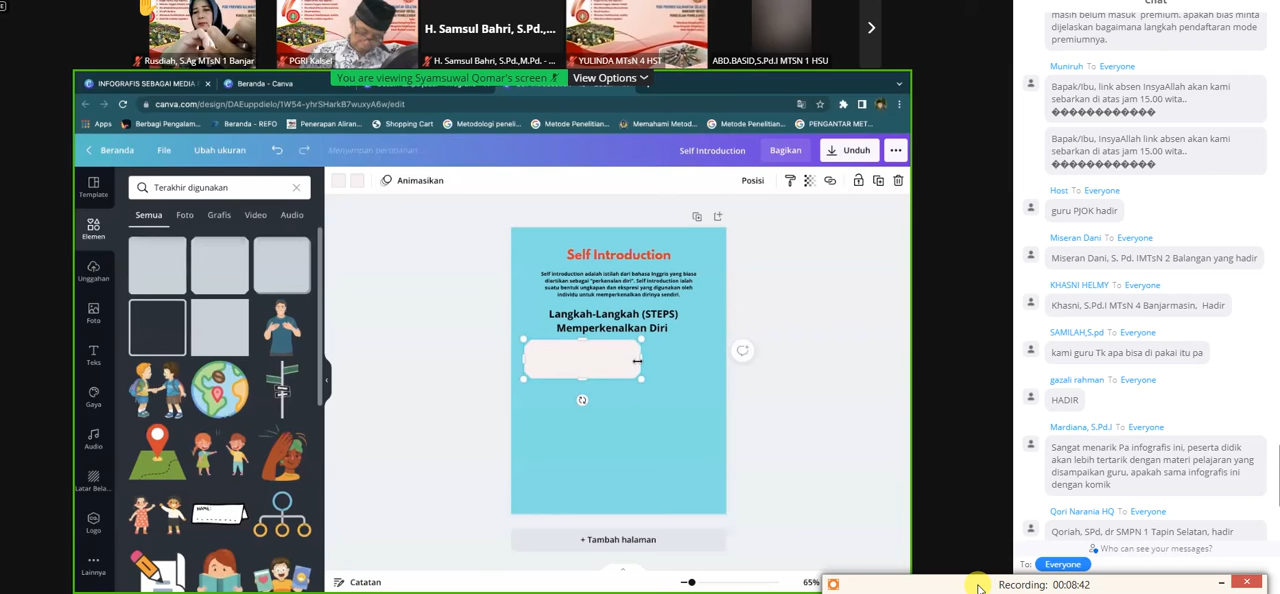 Rusdiah, S.Ag MTsN 1 Banjar
PGRI Kalsel
H. Samsul Bahri, S.Pd.,...
H. Samsul Bahri, S.Pd.,M.Pd. - ...
YULINDA MTsN 4 HST
ABD.BASID,S.Pd.I MTSN 1 HSU
You are viewing Syamsuwal Qomar's screen
View Options
INFOGRAFIS SEBAGAI MEDIA
Beranda - Canva
canva.com/design/DAEuppdielo/1W54-yhrSHarkB7wuxyA6w/edit
Apps
Berbagi Pengalam...
Beranda - REFO
Penerapan Aliran...
Shopping Cart
Metodologi peneli...
Metode Penelitian...
Memahami Metod...
Metode Penelitian...
PENGANTAR MET...
Beranda
File
Ubah ukuran
Menyimpan perubahan...
Self Introduction
Bagikan
Unduh
Template
Elemen
Unggahan
Foto
Teks
Gaya
Audio
Latar Bela...
Logo
Lainnya
Terakhir digunakan
Semua
Foto
Grafis
Video
Audio
NAME:
Animasikan
Posisi
Self Introduction
Self introduction adalah istilah dari bahasa Inggris yang biasa
diartikan sebagai "perkenalan diri". Self introduction ialah
suatu bentuk ungkapan dan ekspresi yang digunakan oleh
individu untuk memperkenalkan dirinya sendiri.
Langkah-Langkah (STEPS)
Memperkenalkan Diri
+ Tambah halaman
Catatan
65%
Chat
masih belum masuk premium. apakah bias minta
dijelaskan bagaimana langkah pendaftaran mode
premiumnya.
Muniruh To Everyone
Bapak/Ibu, link absen InsyaAllah akan kami
sebarkan di atas jam 15.00 wita..
��������������
Bapak/Ibu, InsyaAllah link absen akan kami
sebarkan di atas jam 15.00 wita..
��������������
Host To Everyone
guru PJOK hadir
Miseran Dani To Everyone
Miseran Dani, S. Pd. IMTsN 2 Balangan yang hadir
KHASNI HELMY To Everyone
Khasni, S.Pd.I MTsN 4 Banjarmasin, Hadir
SAMILAH,S.pd To Everyone
kami guru Tk apa bisa di pakai itu pa
gazali rahman To Everyone
HADIR
Mardiana, S.Pd.I To Everyone
Sangat menarik Pa infografis ini, peserta didik
akan lebih tertarik dengan materi pelajaran yang
disampaikan guru, apakah sama infografis ini
dengan komik
Qori Narania HQ To Everyone
Qoriah, SPd, dr SMPN 1 Tapin Selatan, hadir
Who can see your messages?
To: Everyone
Recording: 00:08:42